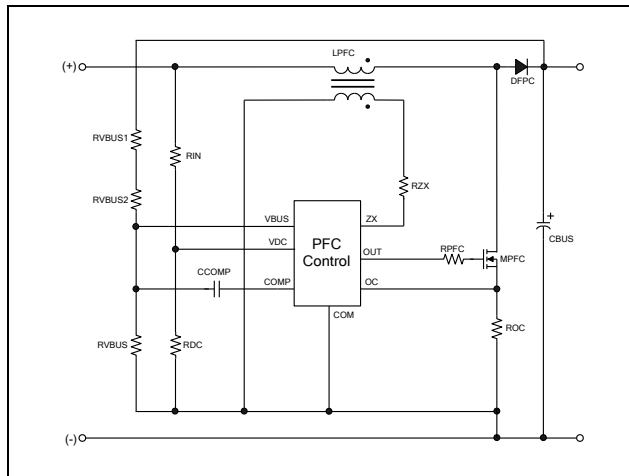 LPFC
(+)
DFPC
RVBUS1
RIN
RZX
RVBUS2
VBUS
ZX
+
CBUS
VDC
PFC
Control
OUT
RPFC
MPFC
CCOMP
COMP
OC
COM
RVBUS
RDC
ROC
(-)